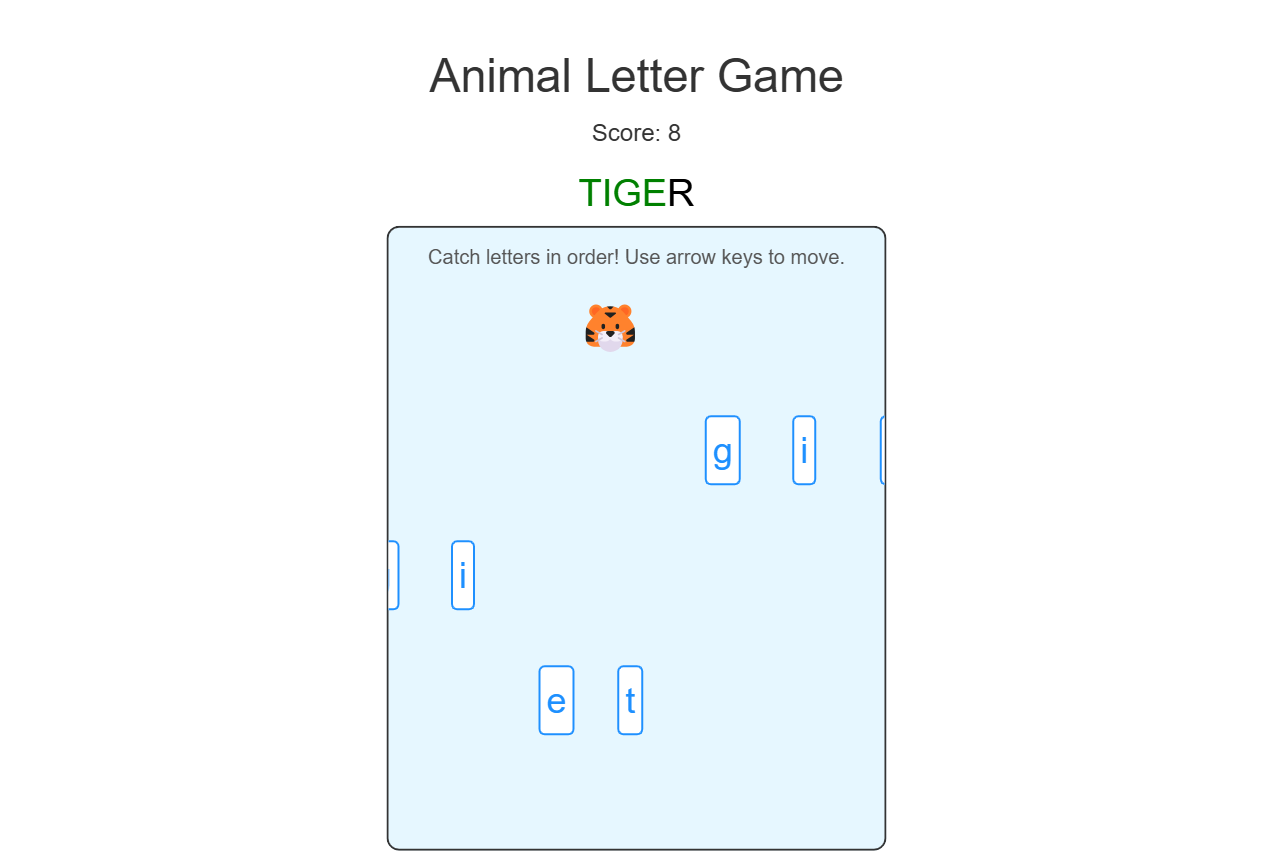 Animal Letter Game
Score: 8
TIGER
Catch letters in order! Use arrow keys to move.
g i
i
e t